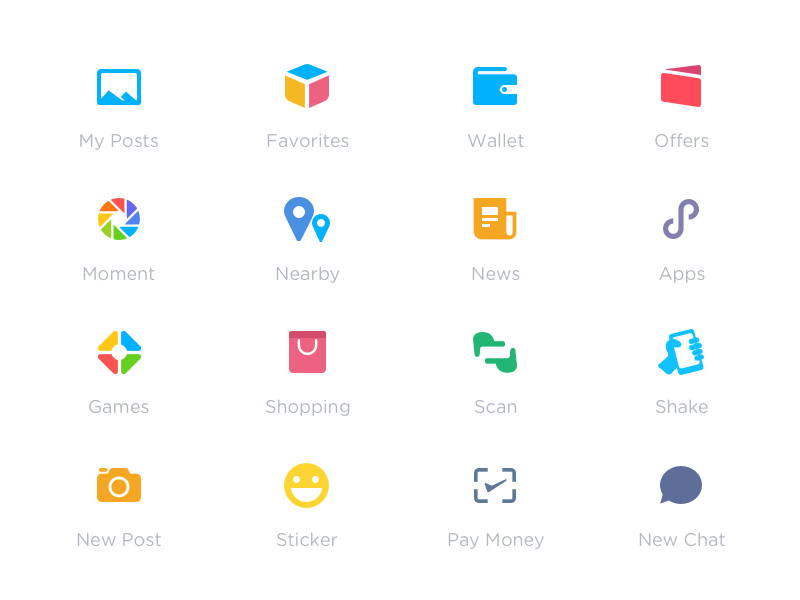 My Posts
Favorites
Wallet
Offers
Moment
Nearby
News
Apps
Games
Shopping
Scan
Shake
New Post
Sticker
Pay Money
New Chat